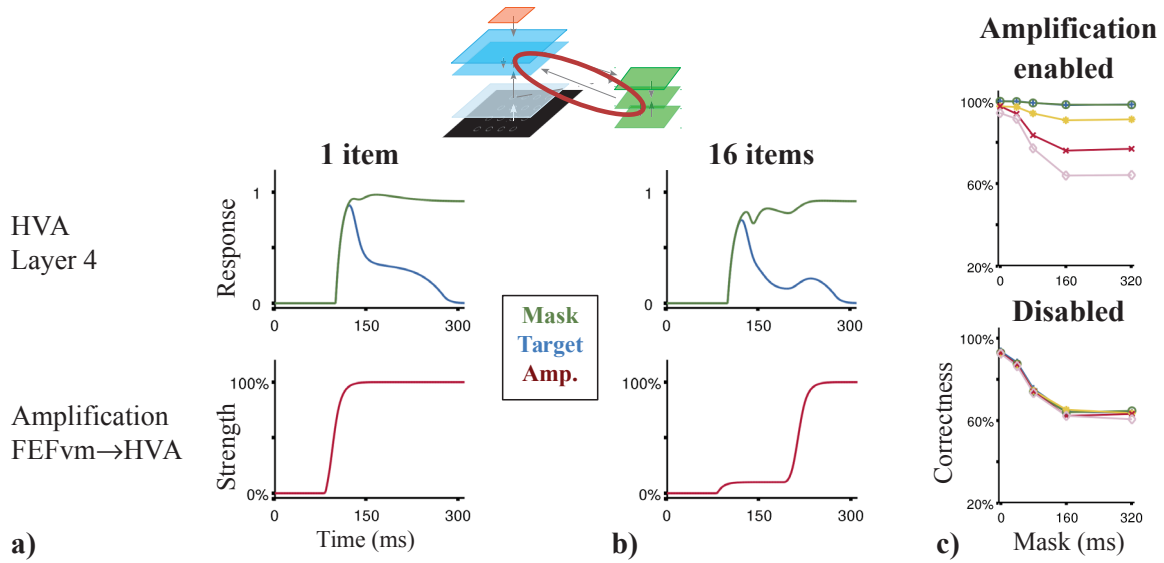 Amplification
enabled
1 item
16 items
HVA
Layer 4
Response
1
0
0
150
300
1
0
0
150
300
Mask
Target
Amp.
Amplification
FEFvm→HVA
Strength
100%
0%
0
150
300
Time (ms)
100%
0%
0
150
300
100%
60%
20%
0
160
320
Disabled
Correctness
100%
60%
20%
0
160
320
Mask (ms)
a)
b)
c)